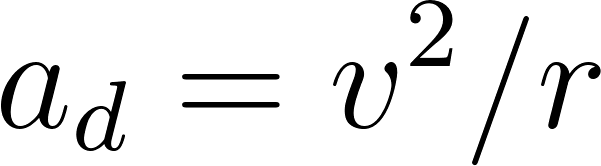 a_d = v^2/r